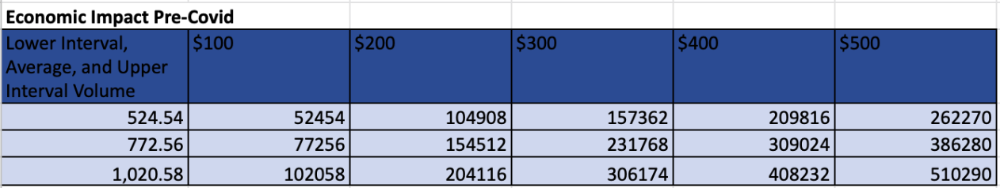 Economic Impact Pre-Covid
Lower Interval, $100 $200 $300 $400 $500
Average, and Upper
Interval Volume
524.54 52454 104908 157362 209816 262270
772.56 77256 154512 231768 309024 386280
1,020.58 102058 204116 306174 408232 510290